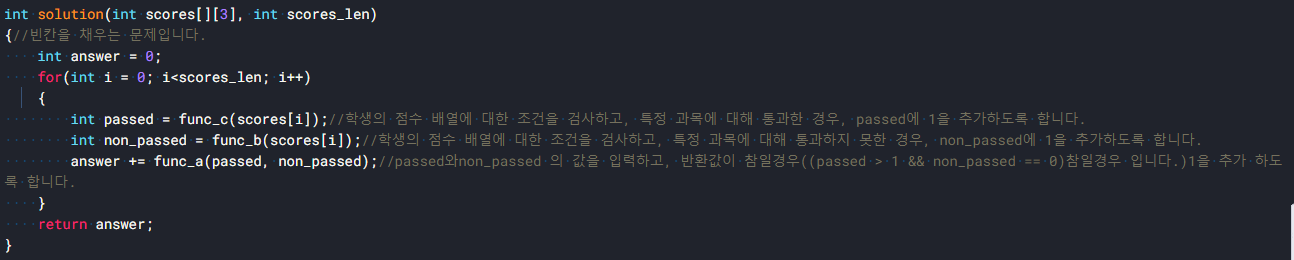 int solution(int scores[][3], int scores_len)
{//빈칸을 채우는 문제입니다.
int answer = 0;
for(int i = 0; i<scores_len; i++)
{
int passed = func_c(scores[i]);//학생의 점수 배열에 대한 조건을 검사하고, 특정 과목에 대해 통과한 경우, passed에 1을 추가하도록 합니다.
int non_passed = func_b(scores[i]);//학생의 점수 배열에 대한 조건을 검사하고, 특정 과목에 대해 통과하지 못한 경우, non_passed에 1을 추가하도록 합니다.
answer += func_a(passed, non_passed);//passed와non_passed 의 값을 입력하고, 반환값이 참일경우((passed > 1 && non_passed == 0)참일경우 입니다.)1을 추가 하도
록 합니다.
}
return answer;
}